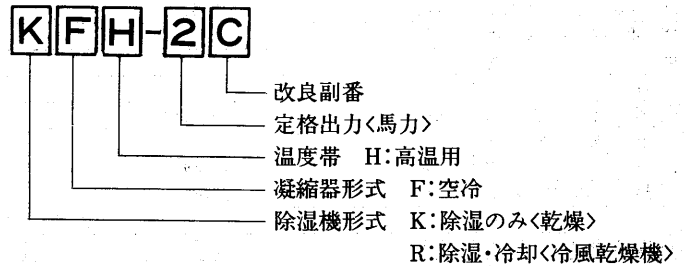 KFH-2C
改良副番
定格出力<馬力>
温度帯 H:高温用
凝縮器形式 F:空冷
除湿機形式 K:除湿のみ<乾燥>
R:除湿・冷却<冷風乾燥機>